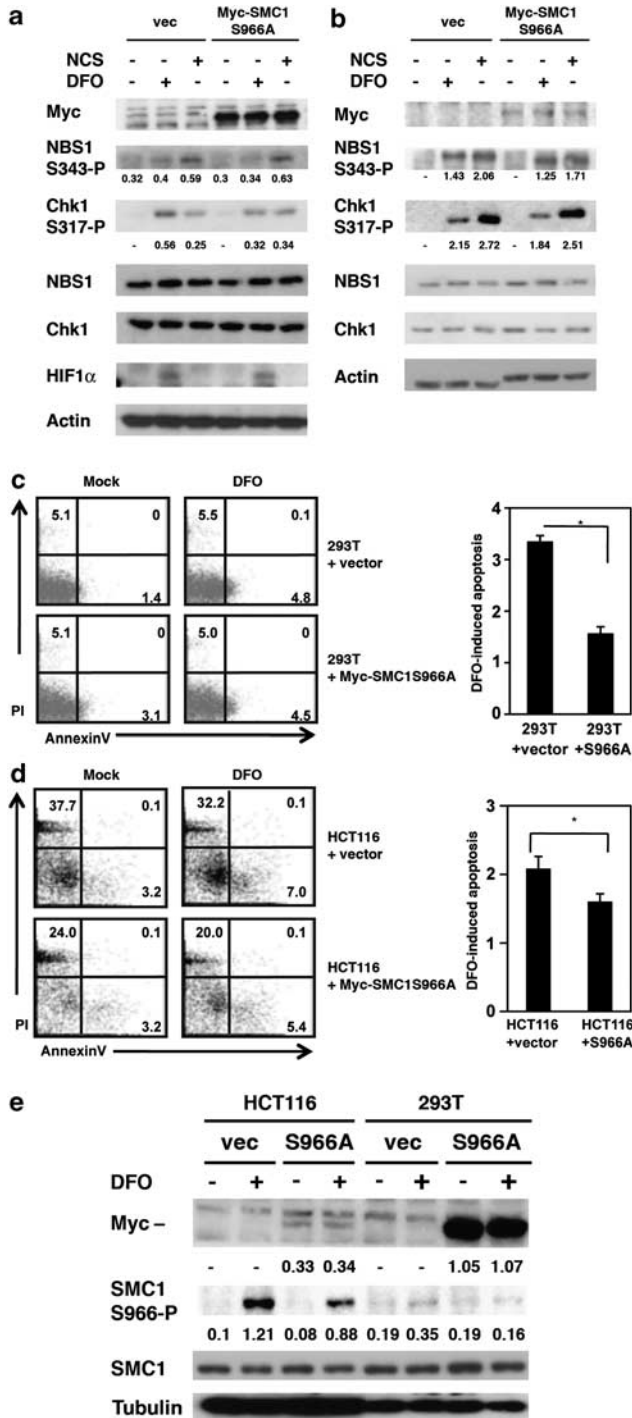 a
vec
Myc-SMC1
S966A
NCS - - + - - +
DFO - + - - + -
Myc
NBS1
S343-P
0.32 0.4 0.59 0.3 0.34 0.63
Chk1
S317-P
- 0.56 0.25 - 0.32 0.34
NBS1
Chk1
HIF1α
Actin
b
vec
Myc-SMC1
S966A
NCS - - + - - +
DFO - + - - + -
Myc
NBS1
S343-P
- 1.43 2.06 - 1.25 1.71
Chk1
S317-P
- 2.15 2.72 - 1.84 2.51
NBS1
Chk1
Actin
c
Mock DFO
5.1 0 5.5 0.1
1.4 4.8
293T
+ vector
5.1 0 5.0 0
3.1 4.5
293T
+ Myc-SMC1S966A
PI
AnnexinV
DFO-induced apoptosis
4
3
2
1
0
*
293T 293T
+vector +S966A
d
Mock DFO
37.7 0.1 32.2 0.1
3.2 7.0
HCT116
+ vector
24.0 0.1 20.0 0.1
3.2 5.4
HCT116
+ Myc-SMC1S966A
PI
AnnexinV
DFO-induced apoptosis
3
2
1
0
*
HCT116 HCT116
+vector +S966A
e
HCT116 293T
vec S966A vec S966A
DFO - + - + - + - +
Myc –
- - 0.33 0.34 - - 1.05 1.07
SMC1
S966-P
0.1 1.21 0.08 0.88 0.19 0.35 0.19 0.16
SMC1
Tubulin